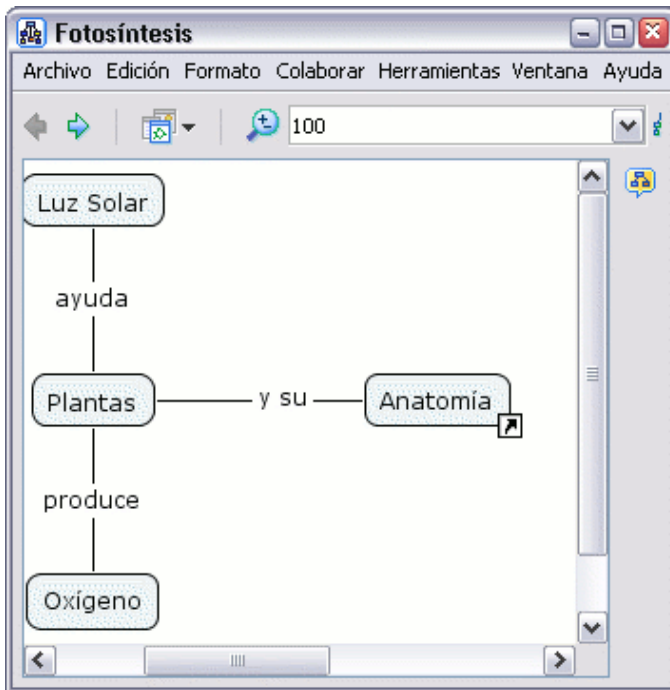 Fotosíntesis
Archivo Edición Formato Colaborar Herramientas Ventana Ayuda
100
Luz Solar
ayuda
Plantas y su Anatomía
produce
Oxígeno